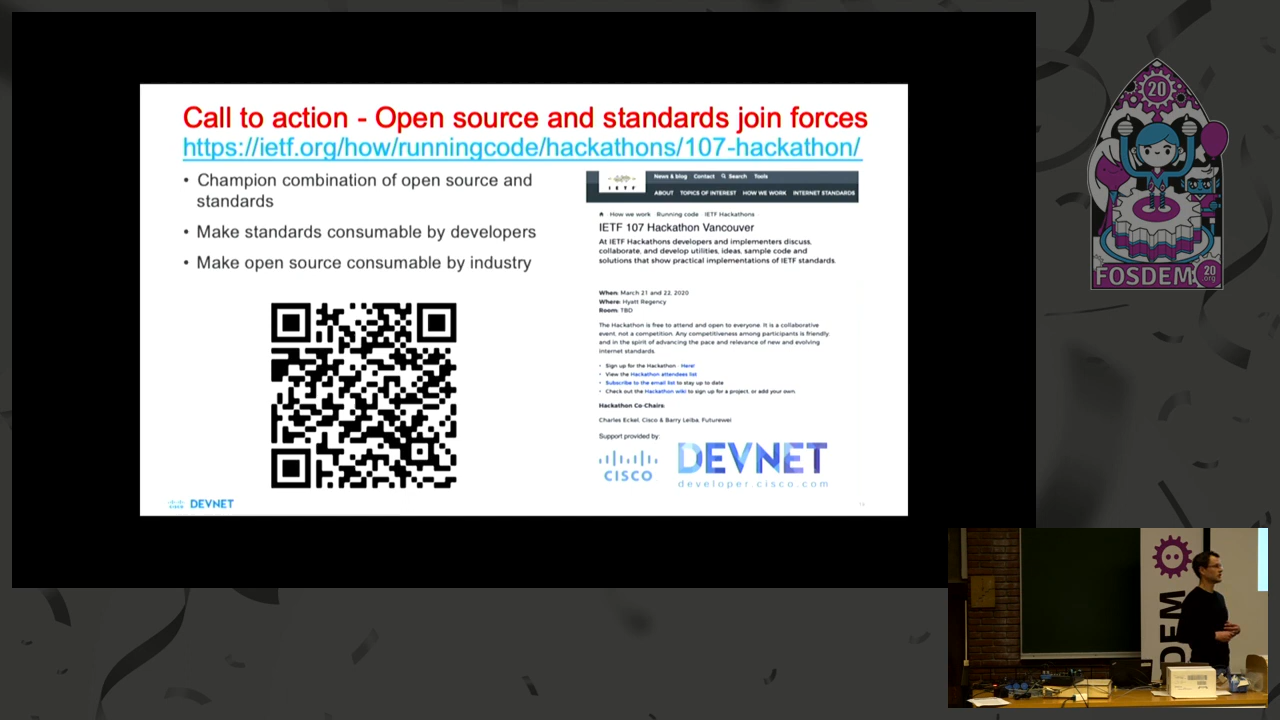 Call to action - Open source and standards join forces
https://ietf.org/how/runningcode/hackathons/107-hackathon/
• Champion combination of open source and
standards
• Make standards consumable by developers
• Make open source consumable by industry
I E T F
News & blog Contact Search Tools
ABOUT TOPICS OF INTEREST HOW WE WORK INTERNET STANDARDS
How we work Running code IETF Hackathons
IETF 107 Hackathon Vancouver
At IETF Hackathons developers and implementers discuss,
collaborate, and develop utilities, ideas, sample code and
solutions that show practical implementations of IETF standards.
When: March 21 and 22, 2020
Where: Hyatt Regency
Room: TBD
The Hackathon is free to attend and open to everyone. It is a collaborative
event, not a competition. Any competitiveness among participants is friendly
and in the spirit of advancing the pace and relevance of new and evolving
internet standards.
• Sign up for the Hackathon - Here!
• View the Hackathon attendees list
• Subscribe to the email list to stay up to date
• Check out the Hackathon wiki to sign up for a project, or add your own.
Hackathon Co-Chairs:
Charles Eckel, Cisco & Barry Leiba, Futurewei
Support provided by:
CISCO
DEVNET
developer.cisco.com
CISCO DEVNET
20
FOSDEM
20
.org
DEM